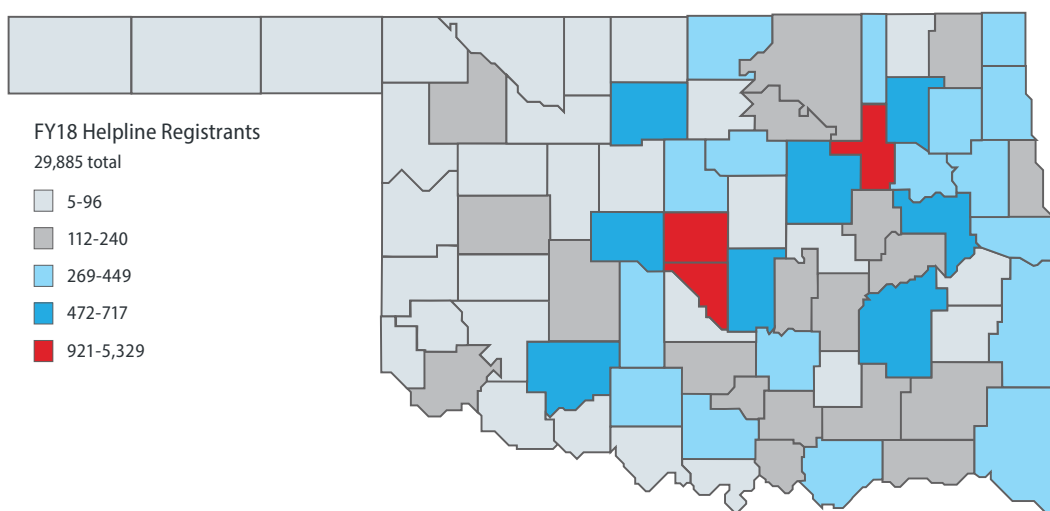 FY18 Helpline Registrants
29,885 total
5-96
112-240
269-449
472-717
921-5,329